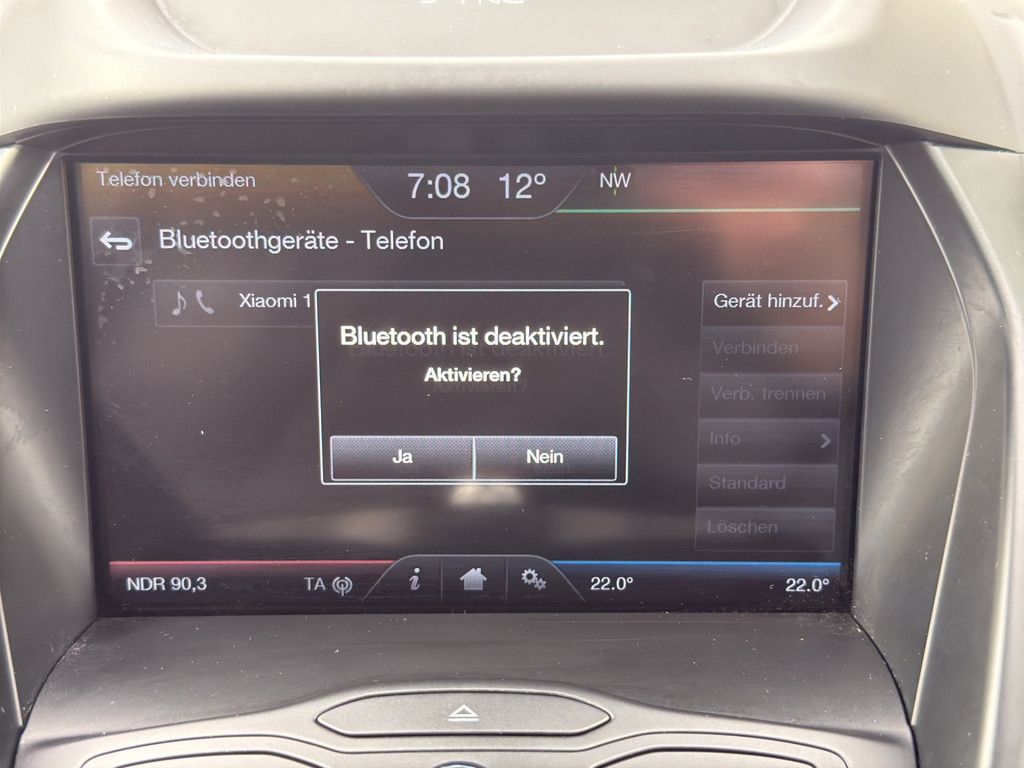 Telefon verbinden
7:08 12° NW
Bluetoothgeräte - Telefon
Xiaomi 1
Gerät hinzuf.
Bluetooth ist deaktiviert.
Aktivieren?
Ja
Nein
Verbinden
Verb. trennen
Info
Standard
Löschen
NDR 90,3
TA
22.0°
22.0°